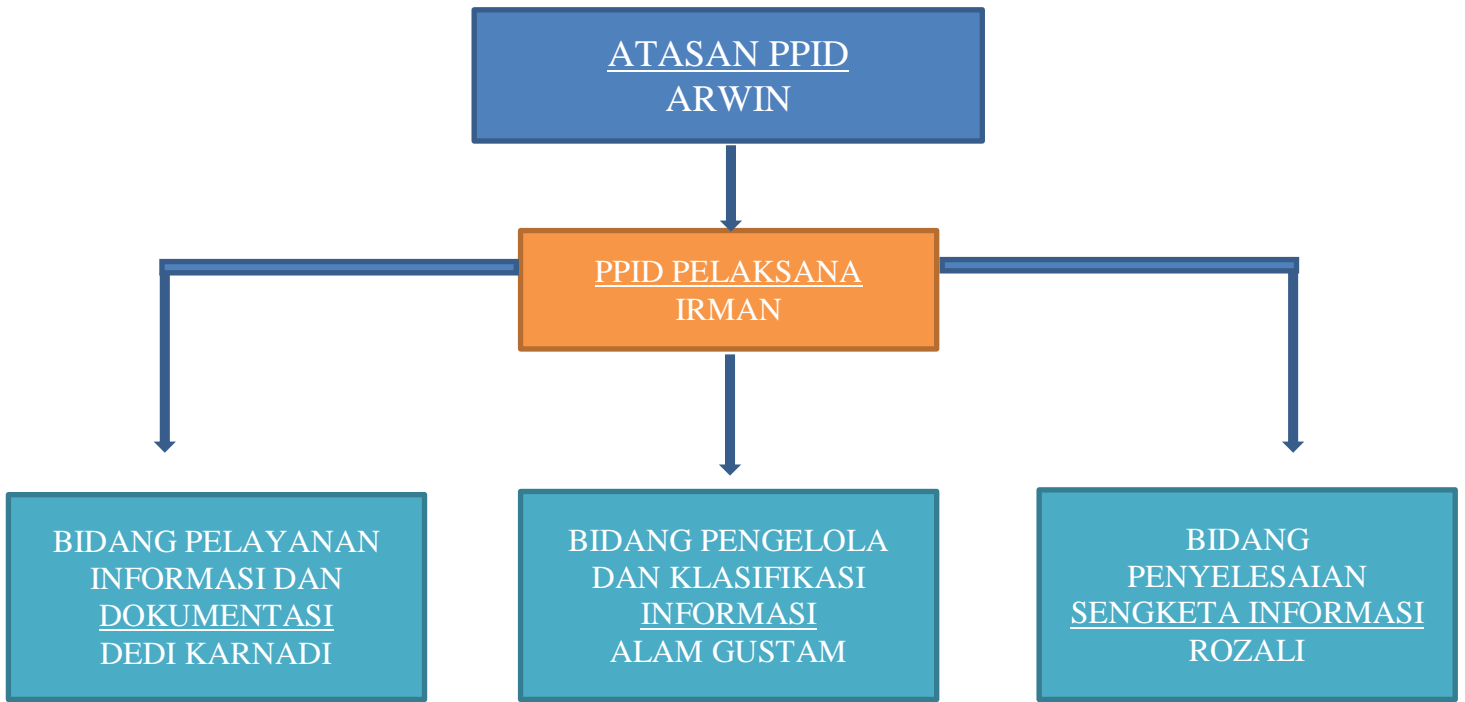 ATASAN PPID
ARWIN
PPID PELAKSANA
IRMAN
BIDANG PELAYANAN
INFORMASI DAN
DOKUMENTASI
DEDI KARNADI
BIDANG PENGELOLA
DAN KLASIFIKASI
INFORMASI
ALAM GUSTAM
BIDANG
PENYELESAIAN
SENGKETA INFORMASI
ROZALI